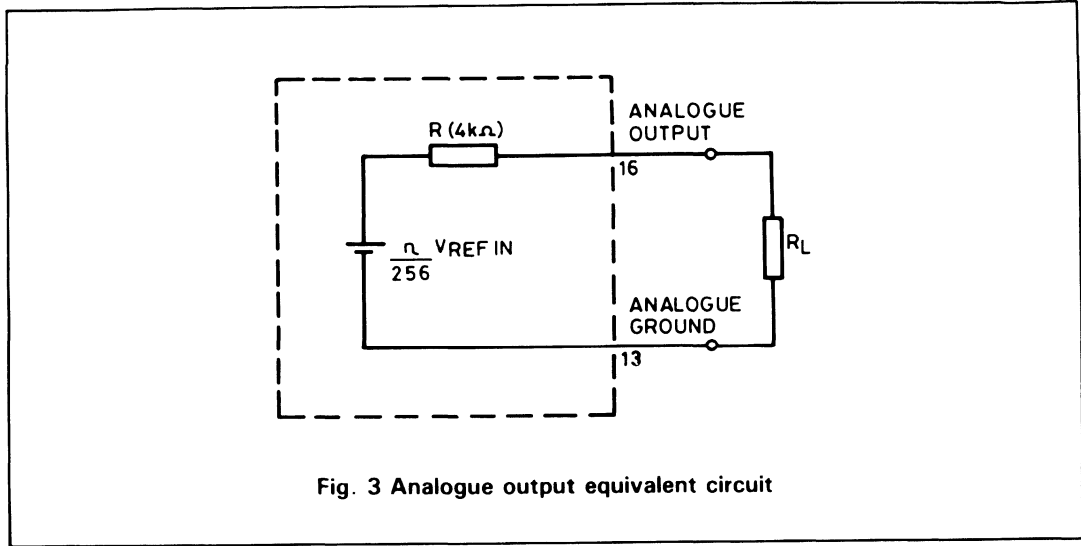 R (4kΩ)
ANALOGUE
OUTPUT
16
n
256
VREF IN
RL
ANALOGUE
GROUND
13
Fig. 3 Analogue output equivalent circuit